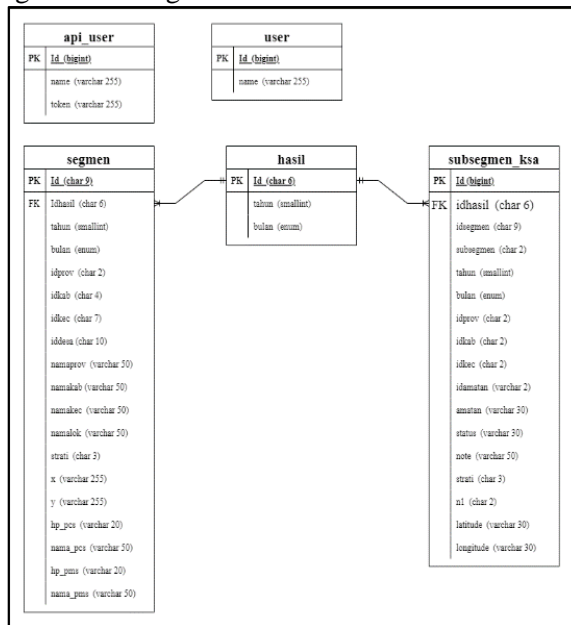 api_user
PK Id (bigint)
name (varchar 255)
token (varchar 255)
user
PK Id (bigint)
name (varchar 255)
segmen
PK Id (char 9)
FK Idhasil (char 6)
tahun (smallint)
bulan (enum)
idprov (char 2)
idkab (char 4)
idkec (char 7)
iddesa (char 10)
namaprov (varchar 50)
namakab (varchar 50)
namakec (varchar 50)
namalok (varchar 50)
strati (char 3)
x (varchar 255)
y (varchar 255)
hp_pcs (varchar 20)
nama_pcs (varchar 50)
hp_pms (varchar 20)
nama_pms (varchar 50)
hasil
PK Id (char 6)
tahun (smallint)
bulan (enum)
subsegmen_ksa
PK Id (bigint)
FK idhasil (char 6)
idsegmen (char 9)
subsegmen (char 2)
tahun (smallint)
bulan (enum)
idprov (char 2)
idkab (char 2)
idkec (char 2)
idamatan (varchar 2)
amatan (varchar 30)
status (varchar 30)
note (varchar 50)
strati (char 3)
n1 (char 2)
latitude (varchar 30)
longitude (varchar 30)